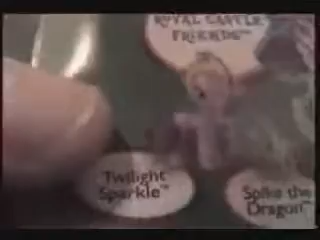 ROYAL CASTLE
FRIENDS™
Twilight
Sparkle™
Spike the
Dragon™